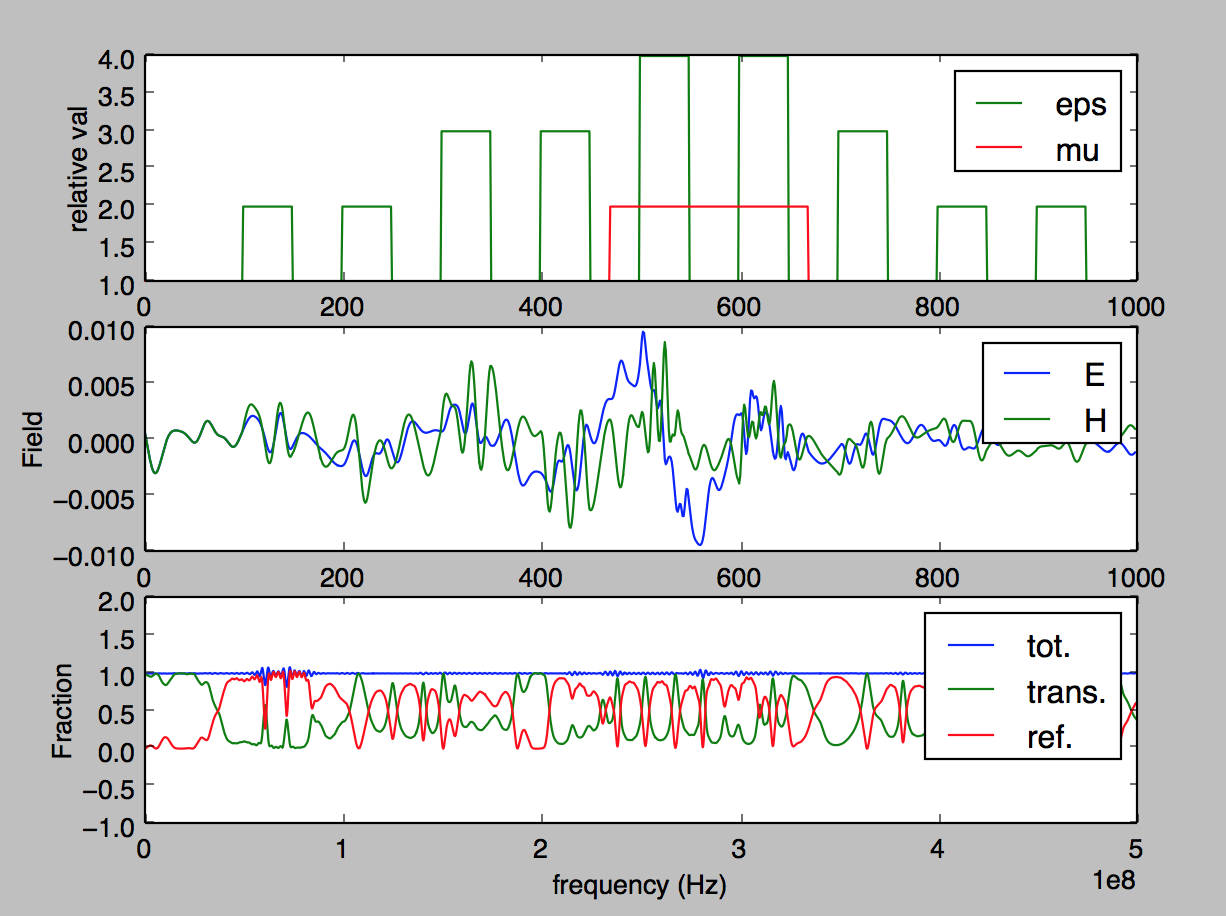 relative val
4.0
3.5
3.0
2.5
2.0
1.5
1.0
eps
mu
0 200 400 600 800 1000
Field
0.010
0.005
0.000
−0.005
−0.010
E
H
0 200 400 600 800 1000
Fraction
2.0
1.5
1.0
0.5
0.0
−0.5
−1.0
tot.
trans.
ref.
0 1 2 3 4 5
1e8
frequency (Hz)